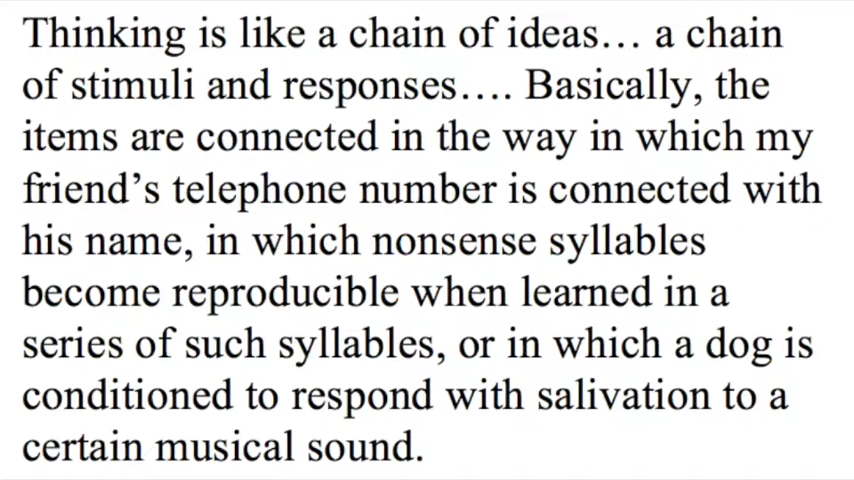 Thinking is like a chain of ideas… a chain
of stimuli and responses…. Basically, the
items are connected in the way in which my
friend’s telephone number is connected with
his name, in which nonsense syllables
become reproducible when learned in a
series of such syllables, or in which a dog is
conditioned to respond with salivation to a
certain musical sound.